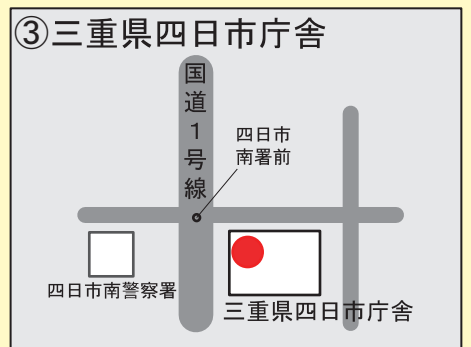 ③三重県四日市庁舎
国道1号線
四日市
南署前
四日市南警察署
三重県四日市庁舎